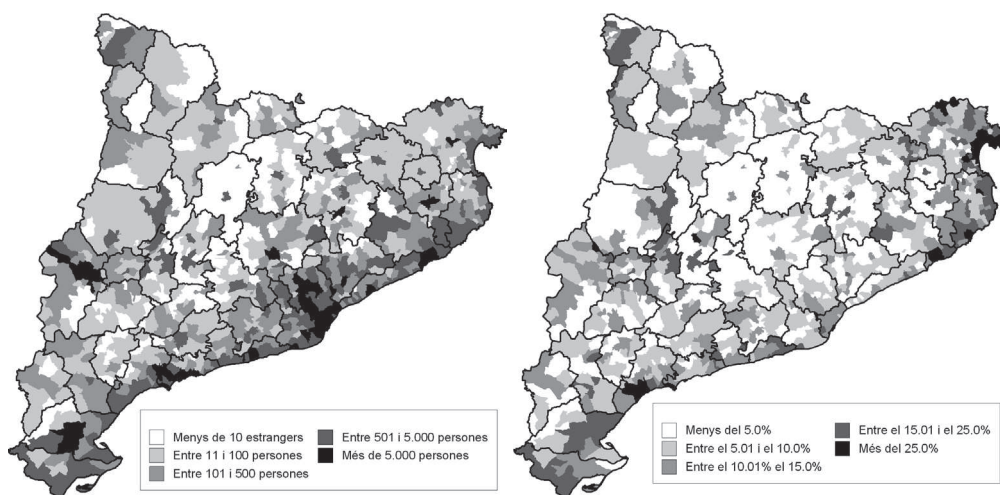 Menys de 10 estrangers
Entre 11 i 100 persones
Entre 101 i 500 persones
Entre 501 i 5.000 persones
Més de 5.000 persones
Menys del 5.0%
Entre el 5.01 i el 10.0%
Entre el 10.01% el 15.0%
Entre el 15.01 i el 25.0%
Més del 25.0%